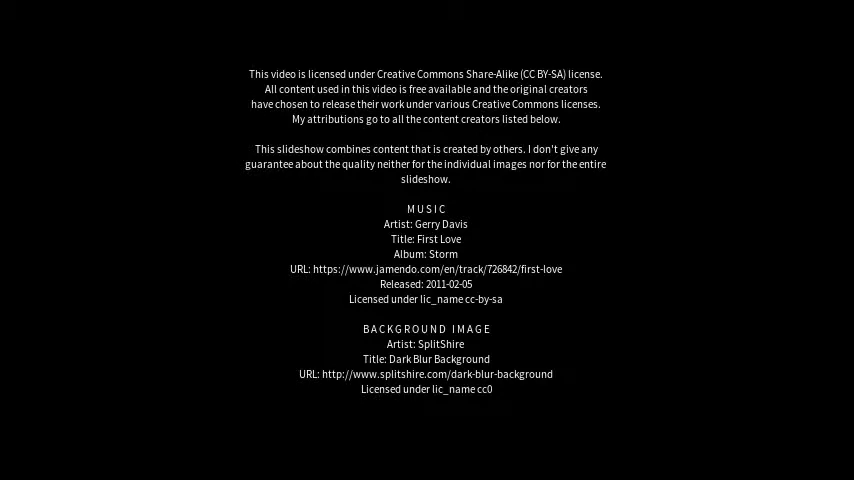 This video is licensed under Creative Commons Share-Alike (CC BY-SA) license.
All content used in this video is free available and the original creators
have chosen to release their work under various Creative Commons licenses.
My attributions go to all the content creators listed below.
This slideshow combines content that is created by others. I don't give any
guarantee about the quality neither for the individual images nor for the entire
slideshow.
MUSIC
Artist: Gerry Davis
Title: First Love
Album: Storm
URL: https://www.jamendo.com/en/track/726842/first-love
Released: 2011-02-05
Licensed under lic_name cc-by-sa
BACKGROUND IMAGE
Artist: SplitShire
Title: Dark Blur Background
URL: http://www.splitshire.com/dark-blur-background
Licensed under lic_name cc0